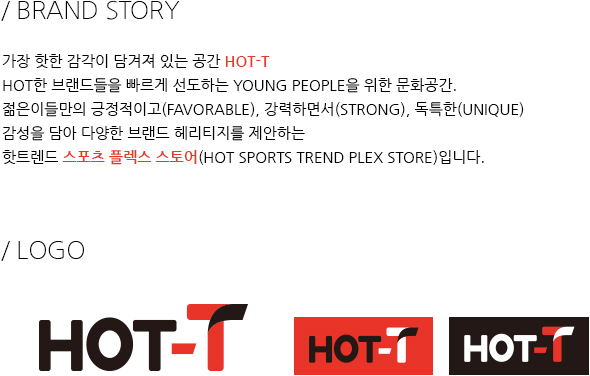 / BRAND STORY
가장 핫한 감각이 담겨져 있는 공간 HOT-T
HOT한 브랜드들을 빠르게 선도하는 YOUNG PEOPLE을 위한 문화공간.
젊은이들만의 긍정적이고(FAVORABLE), 강력하면서(STRONG), 독특한(UNIQUE)
감성을 담아 다양한 브랜드 헤리티지를 제안하는
핫트렌드 스포츠 플렉스 스토어(HOT SPORTS TREND PLEX STORE)입니다.
/ LOGO
HOT-T HOT-T HOT-T